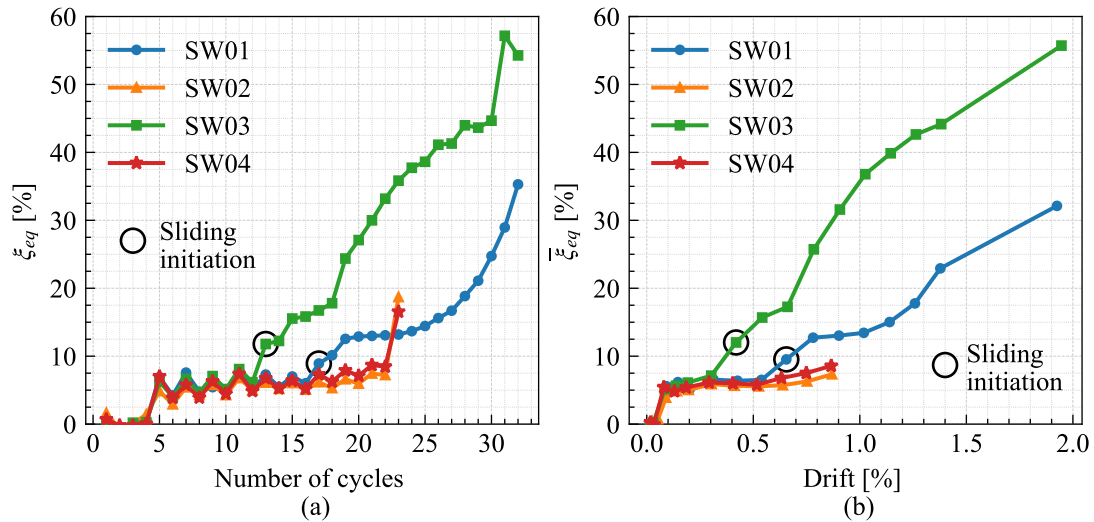 60
50
40
30
20
10
0
ξeq [%]
SW01
SW02
SW03
SW04
Sliding
initiation
0 5 10 15 20 25 30
Number of cycles
(a)
60
50
40
30
20
10
0
ξ̄eq [%]
SW01
SW02
SW03
SW04
Sliding
initiation
0.0 0.5 1.0 1.5 2.0
Drift [%]
(b)